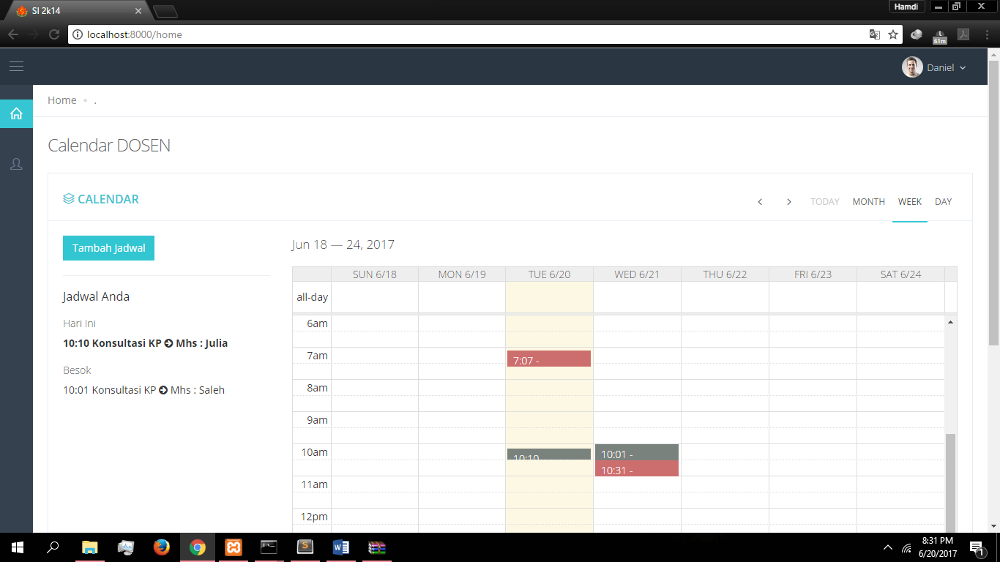 SI 2k14
Hamdi
localhost:8000/home
61m
Daniel
Home • .
Calendar DOSEN
CALENDAR
TODAY MONTH WEEK DAY
Tambah Jadwal
Jun 18 — 24, 2017
SUN 6/18 MON 6/19 TUE 6/20 WED 6/21 THU 6/22 FRI 6/23 SAT 6/24
all-day
Jadwal Anda
Hari Ini
10:10 Konsultasi KP Mhs : Julia
Besok
10:01 Konsultasi KP Mhs : Saleh
6am
7am
7:07 -
8am
9am
10am
10:10
10:01 -
10:31 -
11am
12pm
8:31 PM
6/20/2017
1